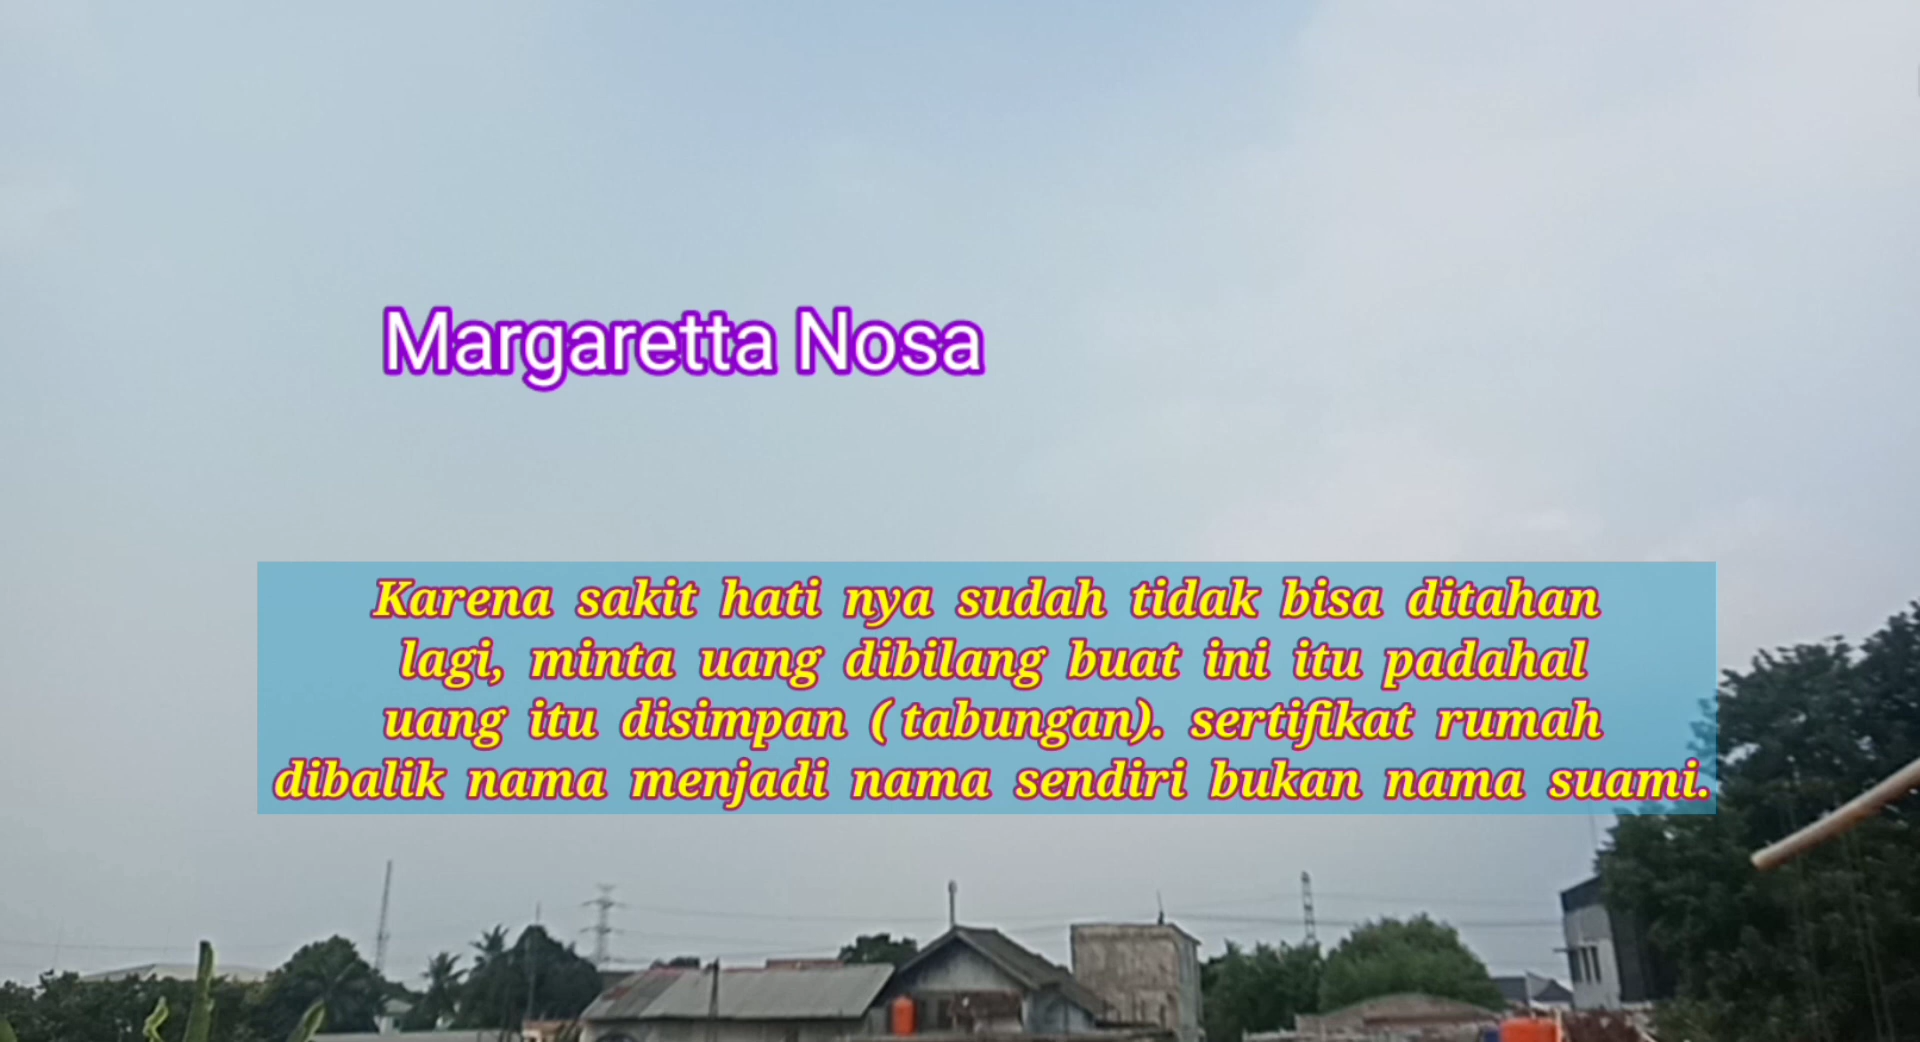 Margaretta Nosa
Karena sakit hati nya sudah tidak bisa ditahan
lagi, minta uang dibilang buat ini itu padahal
uang itu disimpan ( tabungan). sertifikat rumah
dibalik nama menjadi nama sendiri bukan nama suami.